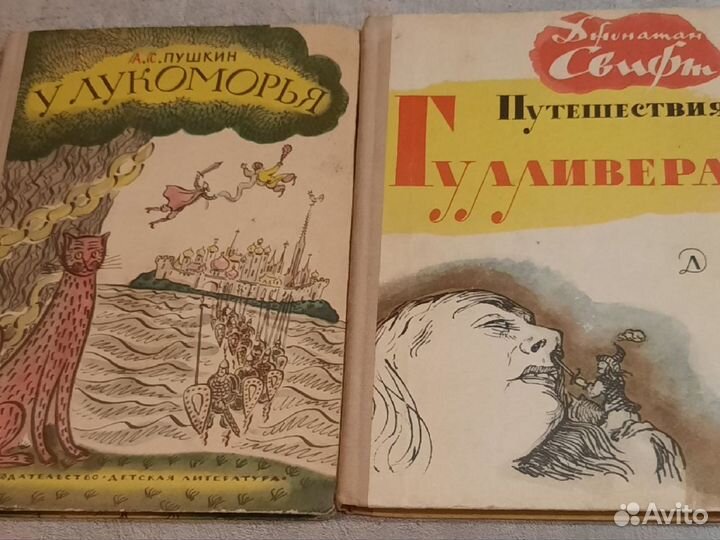 А.С.ПУШКИН
У ЛУКОМОРЬЯ
ИЗДАТЕЛЬСТВО·ДЕТСКАЯ ЛИТЕРАТУРА·
Джонатан
Свифт
ПУТЕШЕСТВИЯ
ГУЛЛИВЕРА
Д
Avito